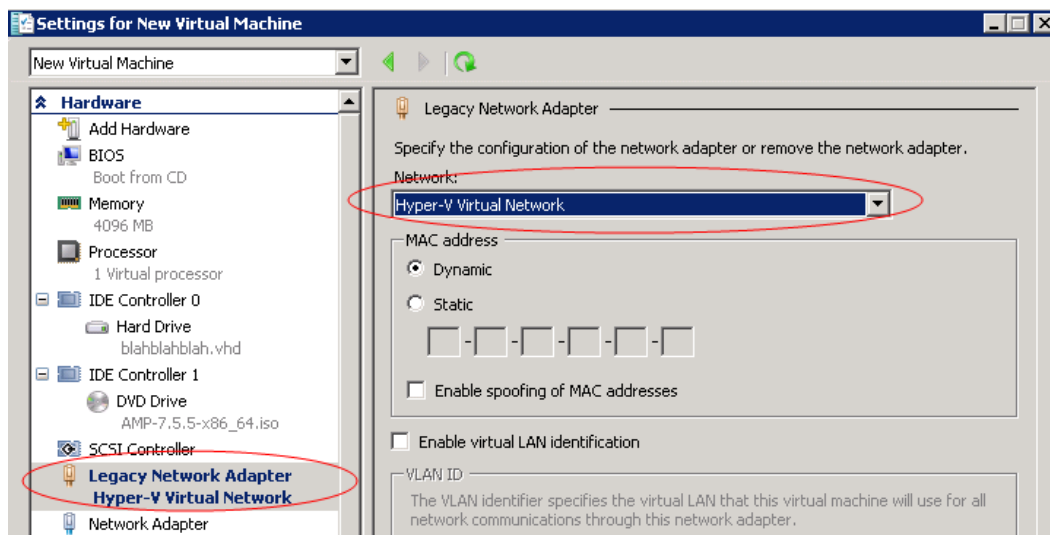 Settings for New Virtual Machine
New Virtual Machine
Hardware
Add Hardware
BIOS
Boot from CD
Memory
4096 MB
Processor
1 Virtual processor
IDE Controller 0
Hard Drive
blahblahblah.vhd
IDE Controller 1
DVD Drive
AMP-7.5.5-x86_64.iso
SCSI Controller
Legacy Network Adapter
Hyper-V Virtual Network
Network Adapter
Legacy Network Adapter
Specify the configuration of the network adapter or remove the network adapter.
Network:
Hyper-V Virtual Network
MAC address
Dynamic
Static
- - - - -
Enable spoofing of MAC addresses
Enable virtual LAN identification
VLAN ID
The VLAN identifier specifies the virtual LAN that this virtual machine will use for all
network communications through this network adapter.